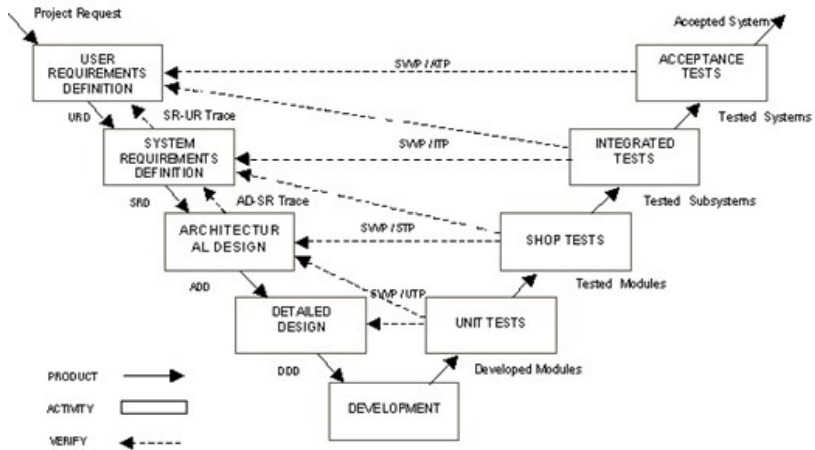 Project Request
Accepted System
USER
REQUIREMENTS
DEFINITION
SVVP / ATP
ACCEPTANCE
TESTS
URD
SR-UR Trace
Tested Systems
SYSTEM
REQUIREMENTS
DEFINITION
SVVP / ITP
INTEGRATED
TESTS
SRD
AD-SR Trace
Tested Subsystems
ARCHITECTUR
AL DESIGN
SVVP / STP
SHOP TESTS
ADD
Tested Modules
DETAILED
DESIGN
SVVP / UTP
UNIT TESTS
DDD
Developed Modules
PRODUCT
ACTIVITY
VERIFY
DEVELOPMENT